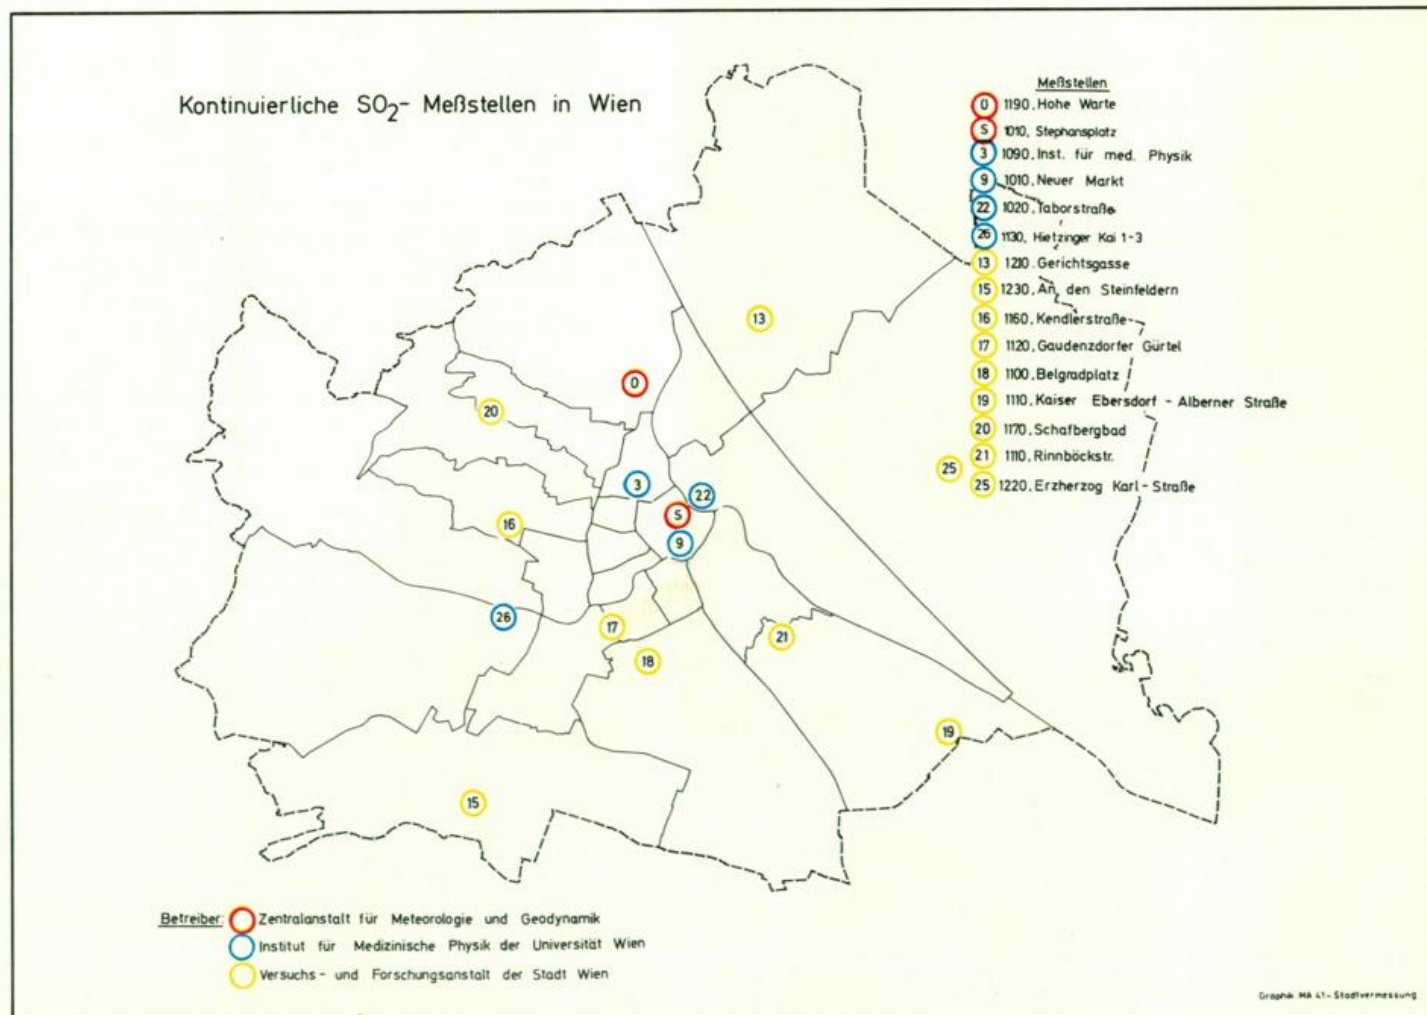 Kontinuierliche SO2- Meßstellen in Wien
Meßstellen
0 1190, Hohe Warte
S 1010, Stephansplatz
3 1090, Inst. für med. Physik
9 1010, Neuer Markt
22 1020, Taborstraße
26 1130, Hietzinger Kai 1-3
13 1210, Gerichtsgasse
15 1230, An den Steinfeldern
16 1160, Kendlerstraße
17 1120, Gaudenzdorfer Gürtel
18 1100, Belgradplatz
19 1110, Kaiser Ebersdorf - Alberner Straße
20 1170, Schafbergbad
21 1110, Rinnböckstr.
25 1220, Erzherzog Karl-Straße
13
0
20
25
3
22
S
16
9
26
17
21
18
19
15
Betreiber: Zentralanstalt für Meteorologie und Geodynamik
Institut für Medizinische Physik der Universität Wien
Versuchs- und Forschungsanstalt der Stadt Wien
Graphik MA 41 - Stadtvermessung